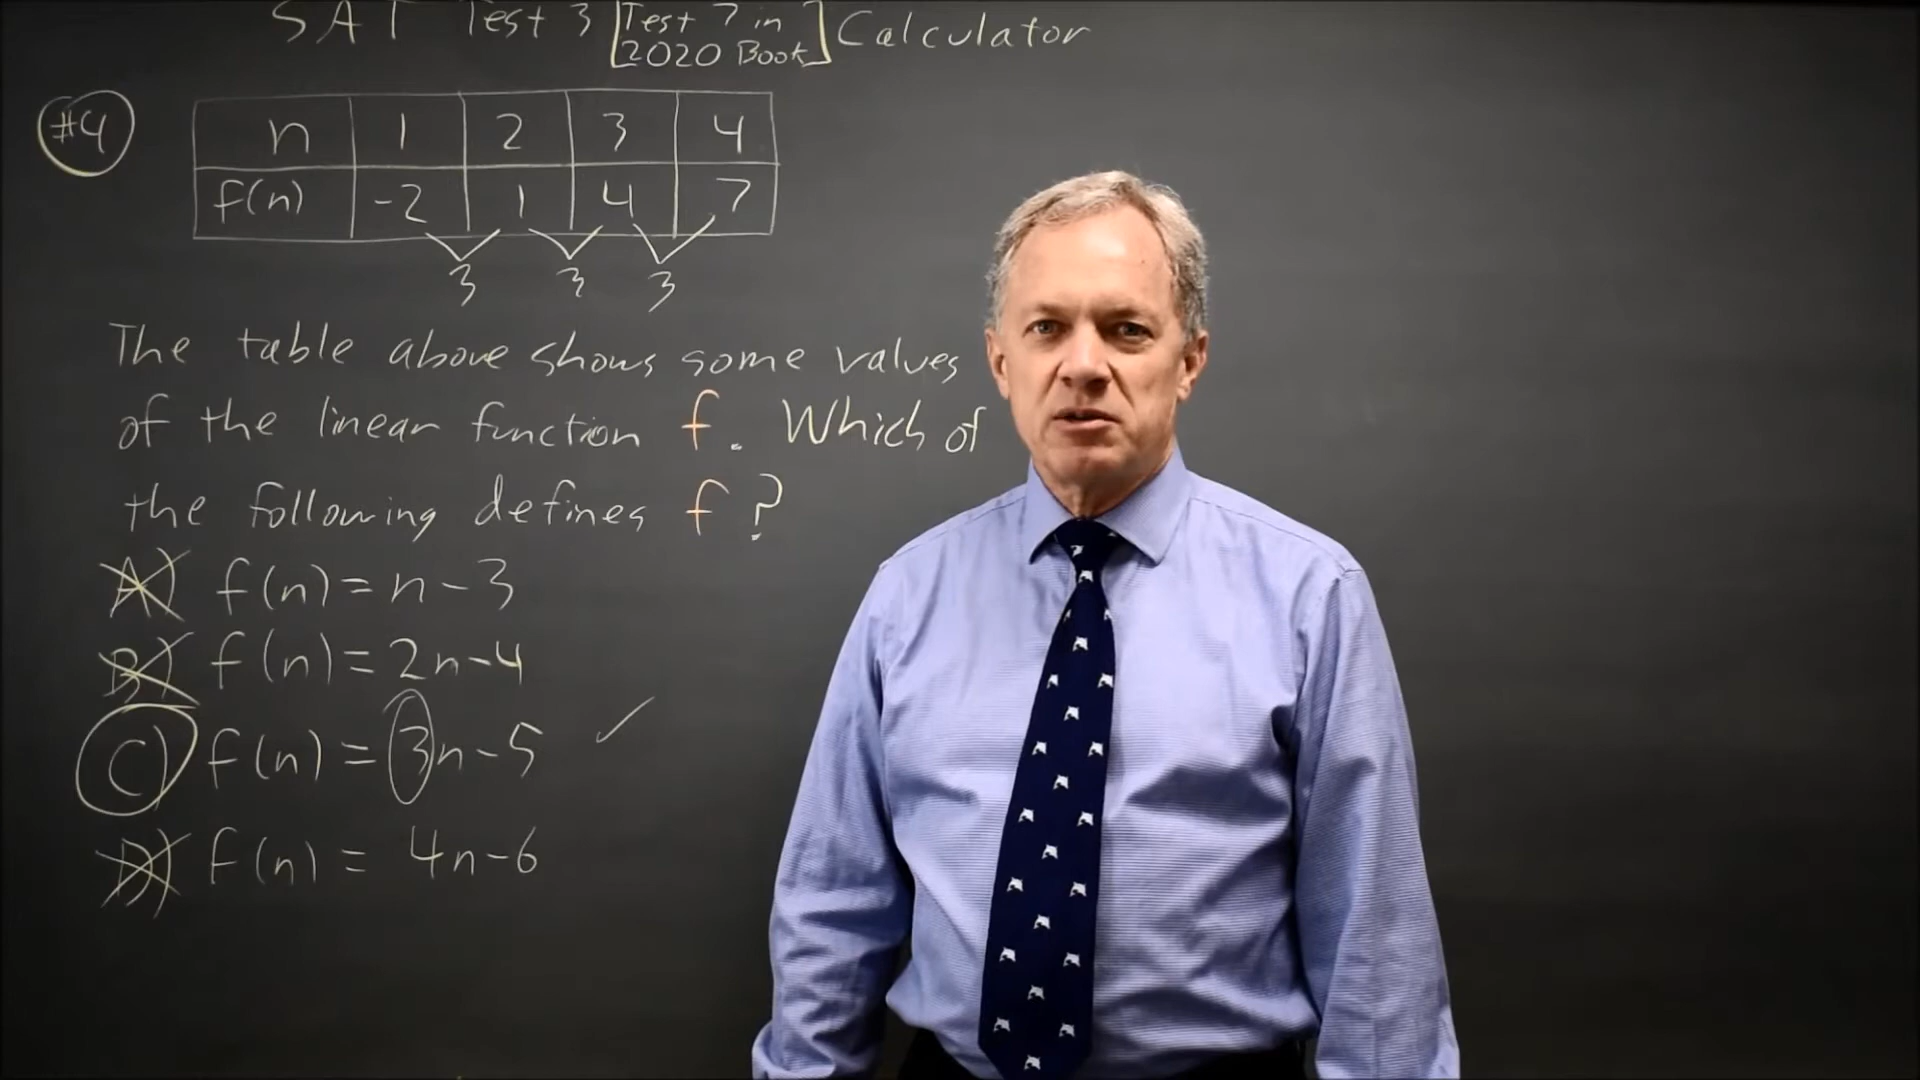 SAT Test 3 [Test 7 in
2020 Book] Calculator
#4
n 1 2 3 4
f(n) -2 1 4 7
3 3 3
The table above shows some values
of the linear function f. Which of
the following defines f?
A) f(n)=n-3
B) f(n)=2n-4
C) f(n)=3n-5 ✓
D) f(n)=4n-6